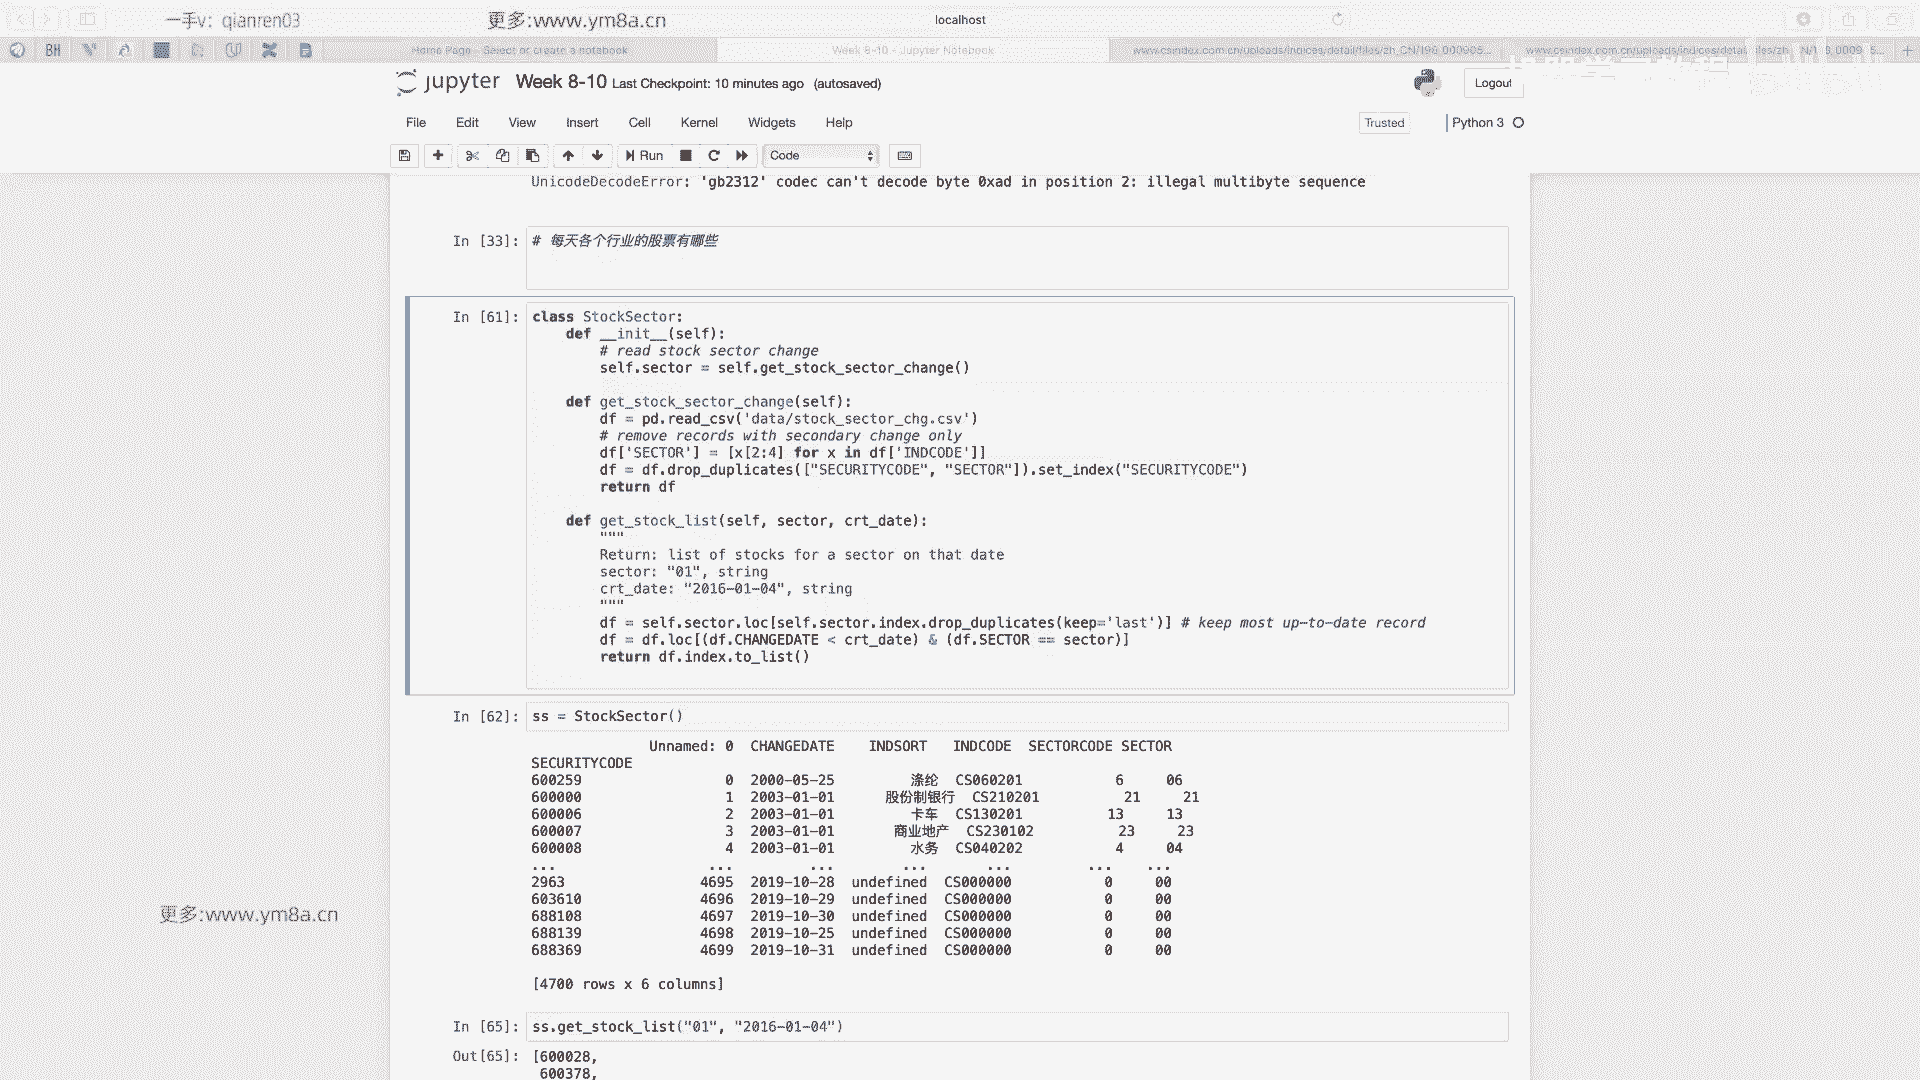 一手v：qianren03
更多:www.ym8a.cn
localhost
BH
Home Page - Select or create a notebook
Week 8-10 - Jupyter Notebook
www.csindex.com.cn/uploads/indices/detail/files/zh_CN/196_000905...
www.csindex.com.cn/uploads/indices/detail/files/zh
jupyter Week 8-10 Last Checkpoint: 10 minutes ago (autosaved)
Logout
File Edit View Insert Cell Kernel Widgets Help
Trusted
Python 3
Run
Code
UnicodeDecodeError: 'gb2312' codec can't decode byte 0xad in position 2: illegal multibyte sequence
In [33]: # 每天各个行业的股票有哪些
In [61]: class StockSector:
def __init__(self):
# read stock sector change
self.sector = self.get_stock_sector_change()
def get_stock_sector_change(self):
df = pd.read_csv('data/stock_sector_chg.csv')
# remove records with secondary change only
df['SECTOR'] = [x[2:4] for x in df['INDCODE']]
df = df.drop_duplicates(["SECURITYCODE", "SECTOR"]).set_index("SECURITYCODE")
return df
def get_stock_list(self, sector, crt_date):
"""
Return: list of stocks for a sector on that date
sector: "01", string
crt_date: "2016-01-04", string
"""
df = self.sector.loc[self.sector.index.drop_duplicates(keep='last')] # keep most up-to-date record
df = df.loc[(df.CHANGEDATE < crt_date) & (df.SECTOR == sector)]
return df.index.to_list()
In [62]: ss = StockSector()
Unnamed: 0 CHANGEDATE INDSORT INDCODE SECTORCODE SECTOR
SECURITYCODE
600259 0 2000-05-25 涤纶 CS060201 6 06
600000 1 2003-01-01 股份制银行 CS210201 21 21
600006 2 2003-01-01 卡车 CS130201 13 13
600007 3 2003-01-01 商业地产 CS230102 23 23
600008 4 2003-01-01 水务 CS040202 4 04
... ... ... ... ... ... ...
2963 4695 2019-10-28 undefined CS000000 0 00
603610 4696 2019-10-29 undefined CS000000 0 00
688108 4697 2019-10-30 undefined CS000000 0 00
688139 4698 2019-10-25 undefined CS000000 0 00
688369 4699 2019-10-31 undefined CS000000 0 00
[4700 rows x 6 columns]
更多:www.ym8a.cn
In [65]: ss.get_stock_list("01", "2016-01-04")
Out[65]: [600028,
600378,